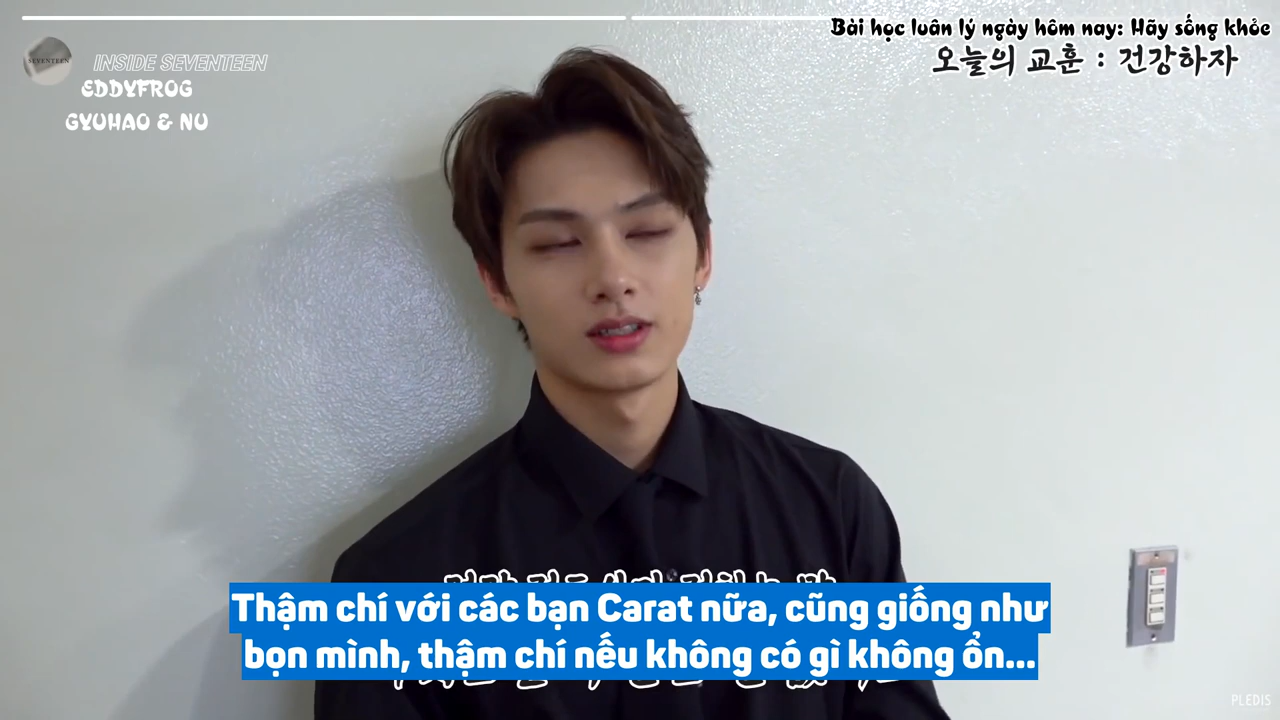 Bài học luân lý ngày hôm nay: Hãy sống khỏe
오늘의 교훈 : 건강하자
SEVENTEEN
INSIDE SEVENTEEN
EDDYFROG
GYUHAO & NU
Thậm chí với các bạn Carat nữa, cũng giống như
bọn mình, thậm chí nếu không có gì không ổn...
PLEDIS